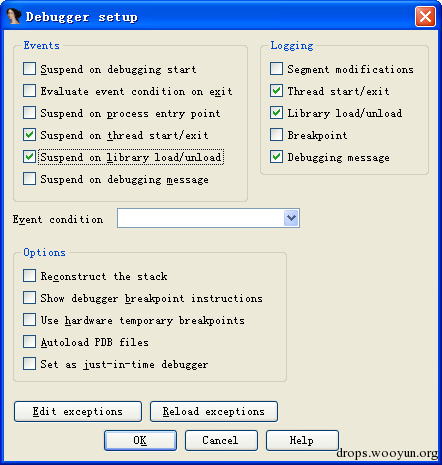 Debugger setup
Events
Suspend on debugging start
Evaluate event condition on exit
Suspend on process entry point
Suspend on thread start/exit
Suspend on library load/unload
Suspend on debugging message
Logging
Segment modifications
Thread start/exit
Library load/unload
Breakpoint
Debugging message
Event condition
Options
Reconstruct the stack
Show debugger breakpoint instructions
Use hardware temporary breakpoints
Autoload PDB files
Set as just-in-time debugger
Edit exceptions
Reload exceptions
OK
Cancel
Help
drops.wooyun.org